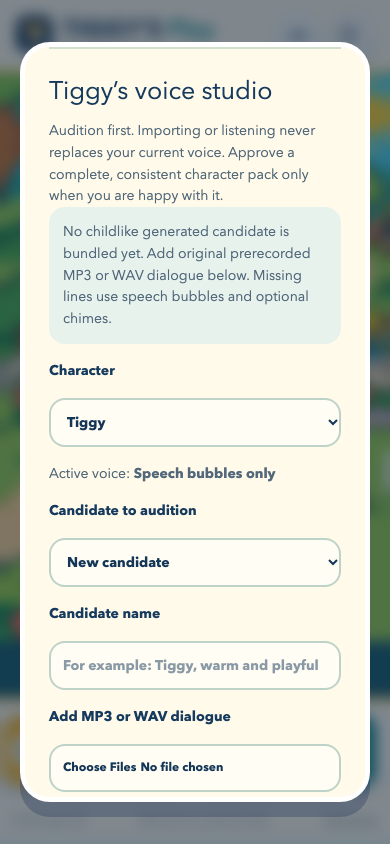 TIGGY'S Play
Tiggy's voice studio
Audition first. Importing or listening never
replaces your current voice. Approve a
complete, consistent character pack only
when you are happy with it.
No childlike generated candidate is
bundled yet. Add original prerecorded
MP3 or WAV dialogue below. Missing
lines use speech bubbles and optional
chimes.
Character
Tiggy
Active voice: Speech bubbles only
Candidate to audition
New candidate
Candidate name
For example: Tiggy, warm and playful
Add MP3 or WAV dialogue
Choose Files No file chosen